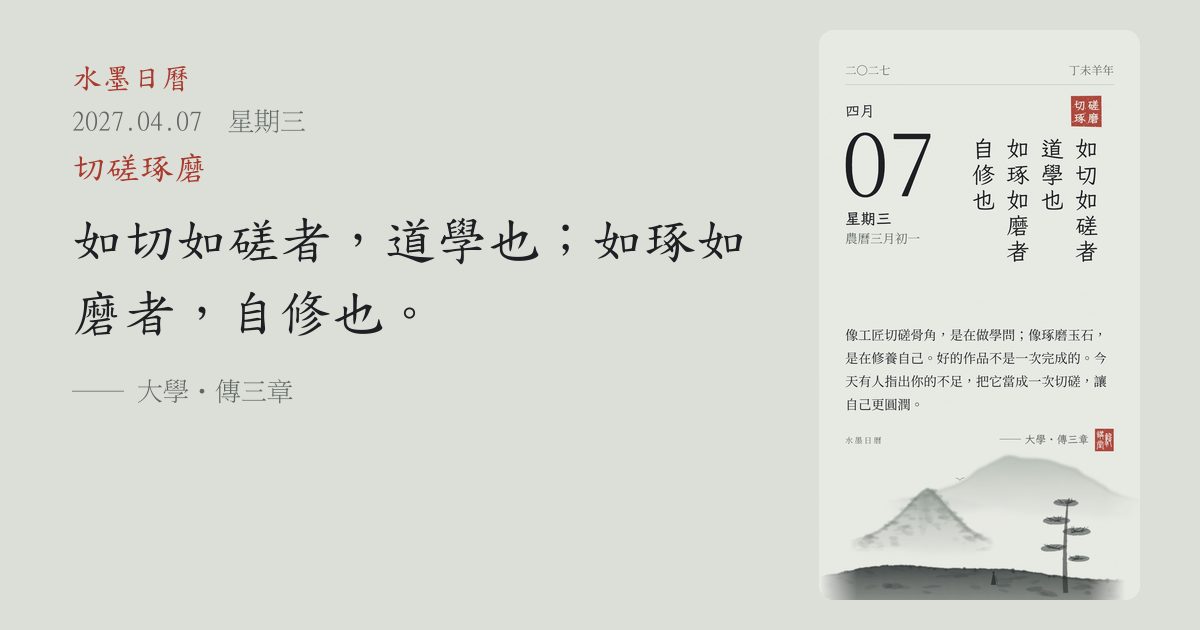 水墨日曆
2027.04.07 星期三
切磋琢磨
如切如磋者，道學也；如琢如
磨者，自修也。
—— 大學・傳三章
二〇二七
丁未羊年
四月
07
星期三
農曆三月初一
磋磨
切琢
如切如磋者
道學也
如琢如磨者
自修也
像工匠切磋骨角，是在做學問；像琢磨玉石，
是在修養自己。好的作品不是一次完成的。今
天有人指出你的不足，把它當成一次切磋，讓
自己更圓潤。
水墨日曆
—— 大學・傳三章